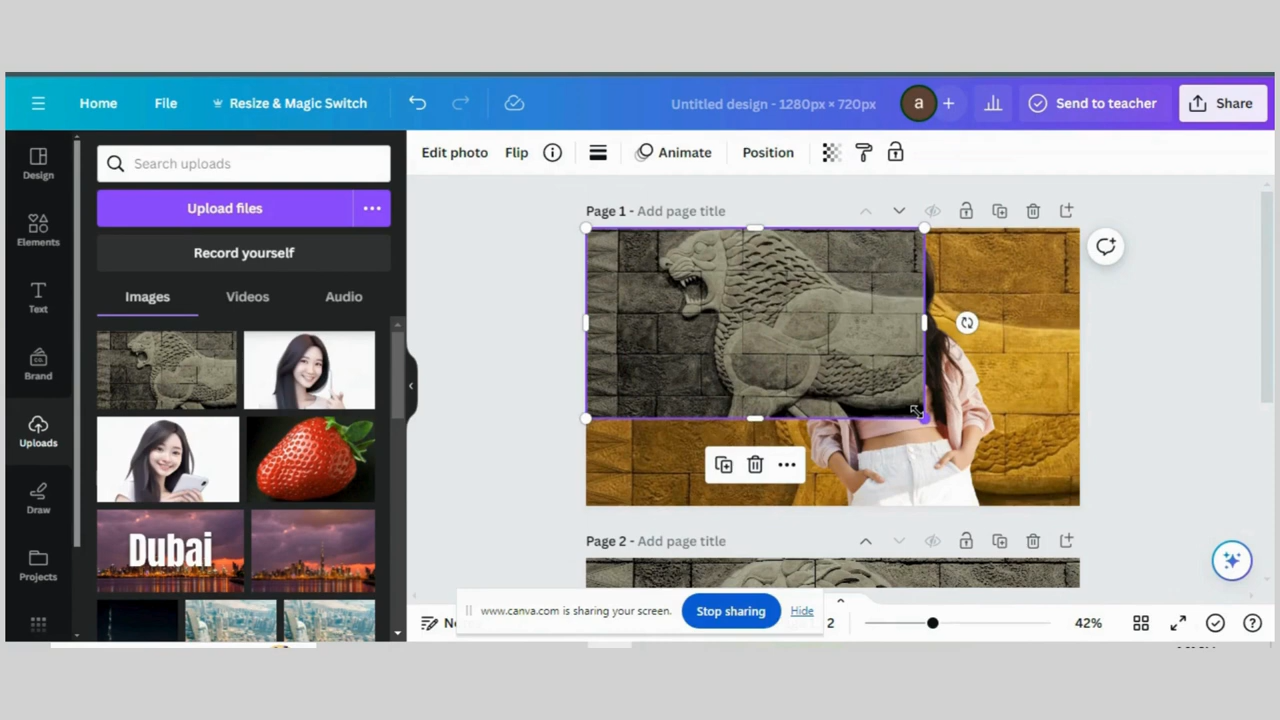 Home File Resize & Magic Switch Untitled design - 1280px × 720px a Send to teacher Share
Design
Elements
Text
Brand
Uploads
Draw
Projects
Search uploads
Upload files
Record yourself
Images Videos Audio
Dubai
Edit photo Flip Animate Position
Page 1 - Add page title
Page 2 - Add page title
www.canva.com is sharing your screen. Stop sharing Hide
2 42%